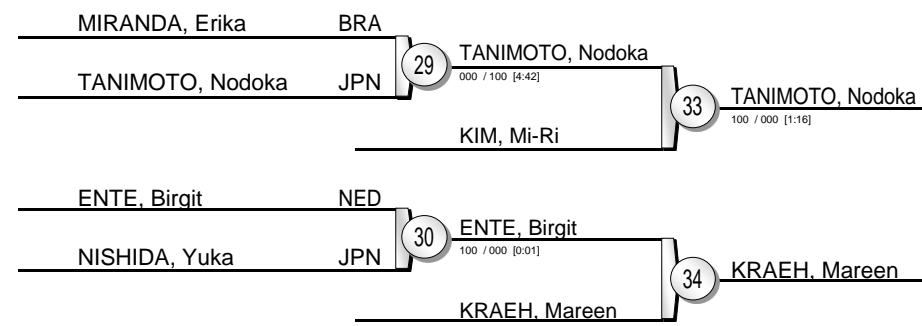 MIRANDA, Erika BRA
TANIMOTO, Nodoka JPN
29
TANIMOTO, Nodoka
000 / 100 [4:42]
KIM, Mi-Ri
33
TANIMOTO, Nodoka
100 / 000 [1:16]
ENTE, Birgit NED
NISHIDA, Yuka JPN
30
ENTE, Birgit
100 / 000 [0:01]
KRAEH, Mareen
34
KRAEH, Mareen